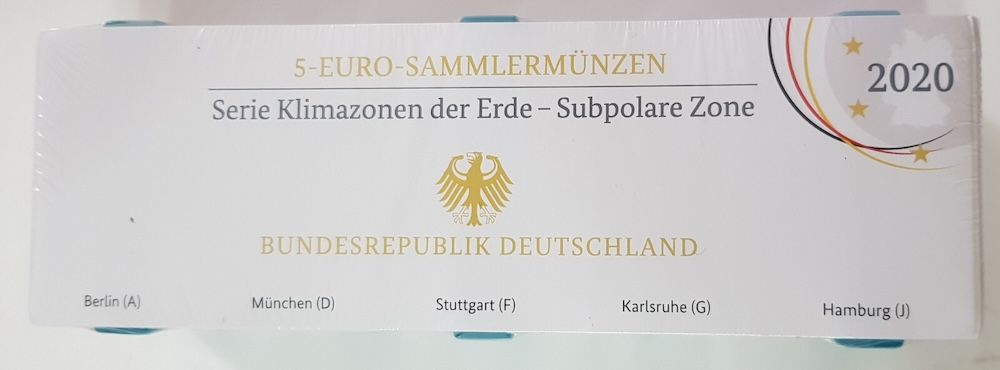 5-EURO-SAMMLERMÜNZEN
2020
Serie Klimazonen der Erde – Subpolare Zone
BUNDESREPUBLIK DEUTSCHLAND
Berlin (A) München (D) Stuttgart (F) Karlsruhe (G) Hamburg (J)